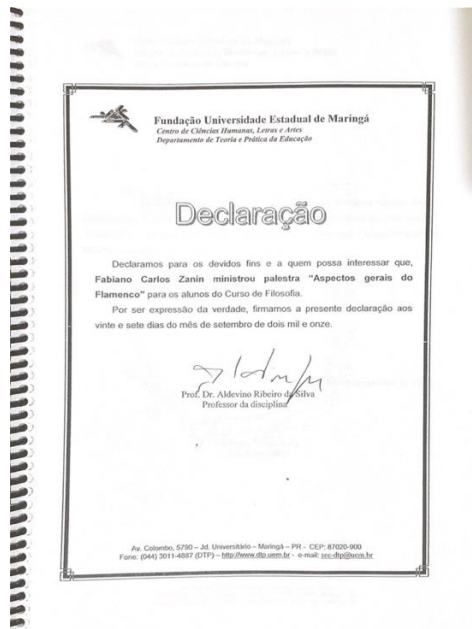 Fundação Universidade Estadual de Maringá
Centro de Ciências Humanas, Letras e Artes
Departamento de Teoria e Prática da Educação
Declaração
Declaramos para os devidos fins e a quem possa interessar que,
Fabiano Carlos Zanin ministrou palestra "Aspectos gerais do
Flamenco" para os alunos do Curso de Filosofia.
Por ser expressão da verdade, firmamos a presente declaração aos
vinte e sete dias do mês de setembro de dois mil e onze.
Prof. Dr. Aldevino Ribeiro da Silva
Professor da disciplina
Av. Colombo, 5790 – Jd. Universitário – Maringá – PR - CEP: 87020-900
Fone: (044) 3011-4887 (DTP) – http://www.dtp.uem.br - e-mail: sec-dtp@uem.br